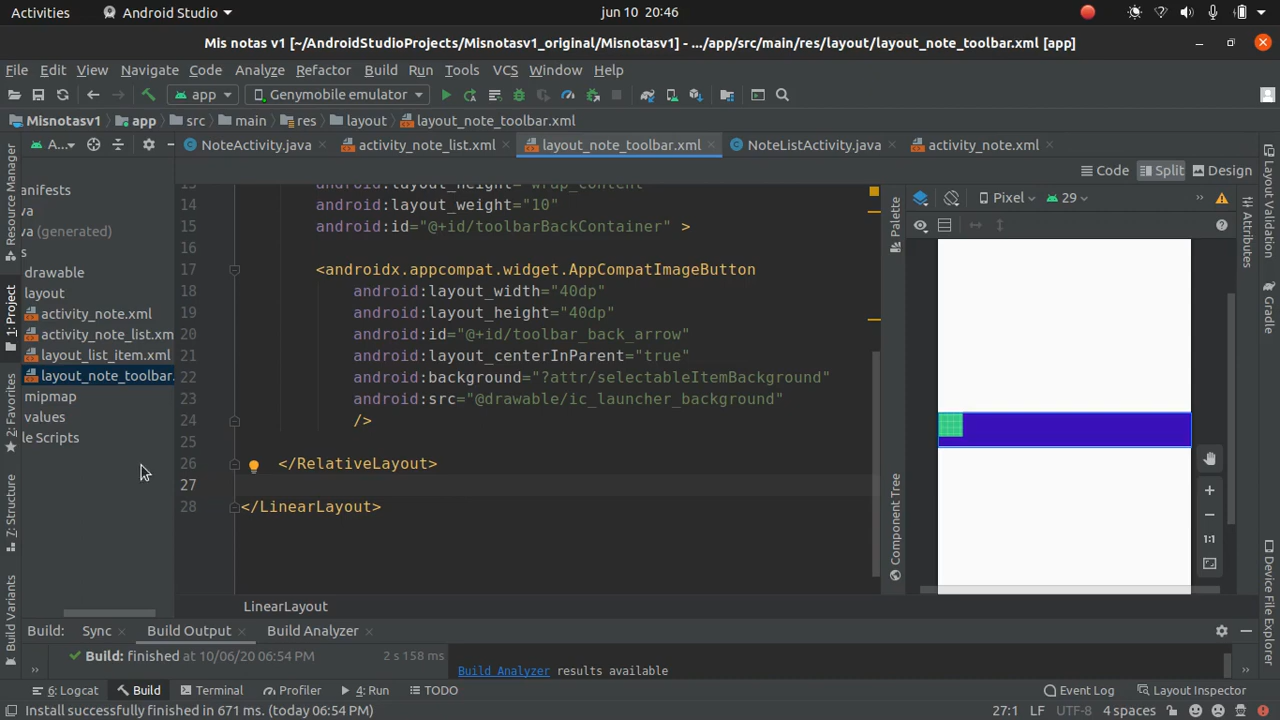 Activities
Android Studio
jun 10 20:46
Mis notas v1 [~/AndroidStudioProjects/Misnotasv1_original/Misnotasv1] - .../app/src/main/res/layout/layout_note_toolbar.xml [app]
File Edit View Navigate Code Analyze Refactor Build Run Tools VCS Window Help
app
Genymobile emulator
Misnotasv1 app src main res layout layout_note_toolbar.xml
A...
NoteActivity.java
activity_note_list.xml
layout_note_toolbar.xml
NoteListActivity.java
activity_note.xml
Code
Split
Design
Resource Manager
1: Project
2: Favorites
7: Structure
Build Variants
anifests
va
va (generated)
s
drawable
layout
activity_note.xml
activity_note_list.xm
layout_list_item.xml
layout_note_toolbar.
mipmap
values
le Scripts
13 android:layout_height="wrap_content"
14 android:layout_weight="10"
15 android:id="@+id/toolbarBackContainer" >
16
17 <androidx.appcompat.widget.AppCompatImageButton
18 android:layout_width="40dp"
19 android:layout_height="40dp"
20 android:id="@+id/toolbar_back_arrow"
21 android:layout_centerInParent="true"
22 android:background="?attr/selectableItemBackground"
23 android:src="@drawable/ic_launcher_background"
24 />
25
26 </RelativeLayout>
27
28 </LinearLayout>
LinearLayout
Palette
Component Tree
Pixel
29
1:1
Attributes
Layout Validation
Gradle
Device File Explorer
Build:
Sync
Build Output
Build Analyzer
Build: finished at 10/06/20 06:54 PM
2 s 158 ms
Build Analyzer results available
6: Logcat
Build
Terminal
Profiler
4: Run
TODO
Event Log
Layout Inspector
Install successfully finished in 671 ms. (today 06:54 PM)
27:1 LF UTF-8 4 spaces